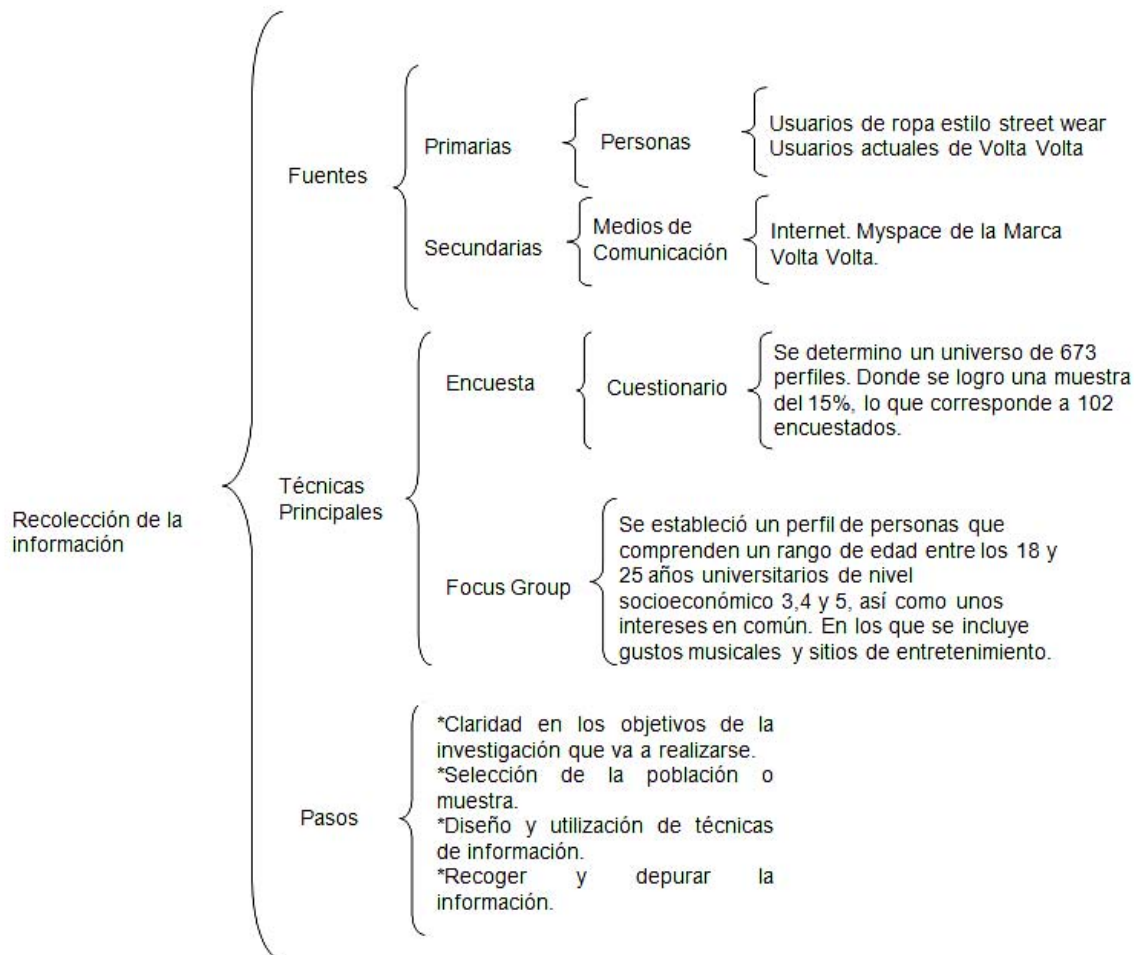 Recolección de la
información
Fuentes
Primarias
Personas
Usuarios de ropa estilo street wear
Usuarios actuales de Volta Volta
Secundarias
Medios de
Comunicación
Internet. Myspace de la Marca
Volta Volta.
Técnicas
Principales
Encuesta
Cuestionario
Se determino un universo de 673
perfiles. Donde se logro una muestra
del 15%, lo que corresponde a 102
encuestados.
Focus Group
Se estableció un perfil de personas que
comprenden un rango de edad entre los 18 y
25 años universitarios de nivel
socioeconómico 3,4 y 5, así como unos
intereses en común. En los que se incluye
gustos musicales y sitios de entretenimiento.
Pasos
*Claridad en los objetivos de la
investigación que va a realizarse.
*Selección de la población o
muestra.
*Diseño y utilización de técnicas
de información.
*Recoger y depurar la
información.